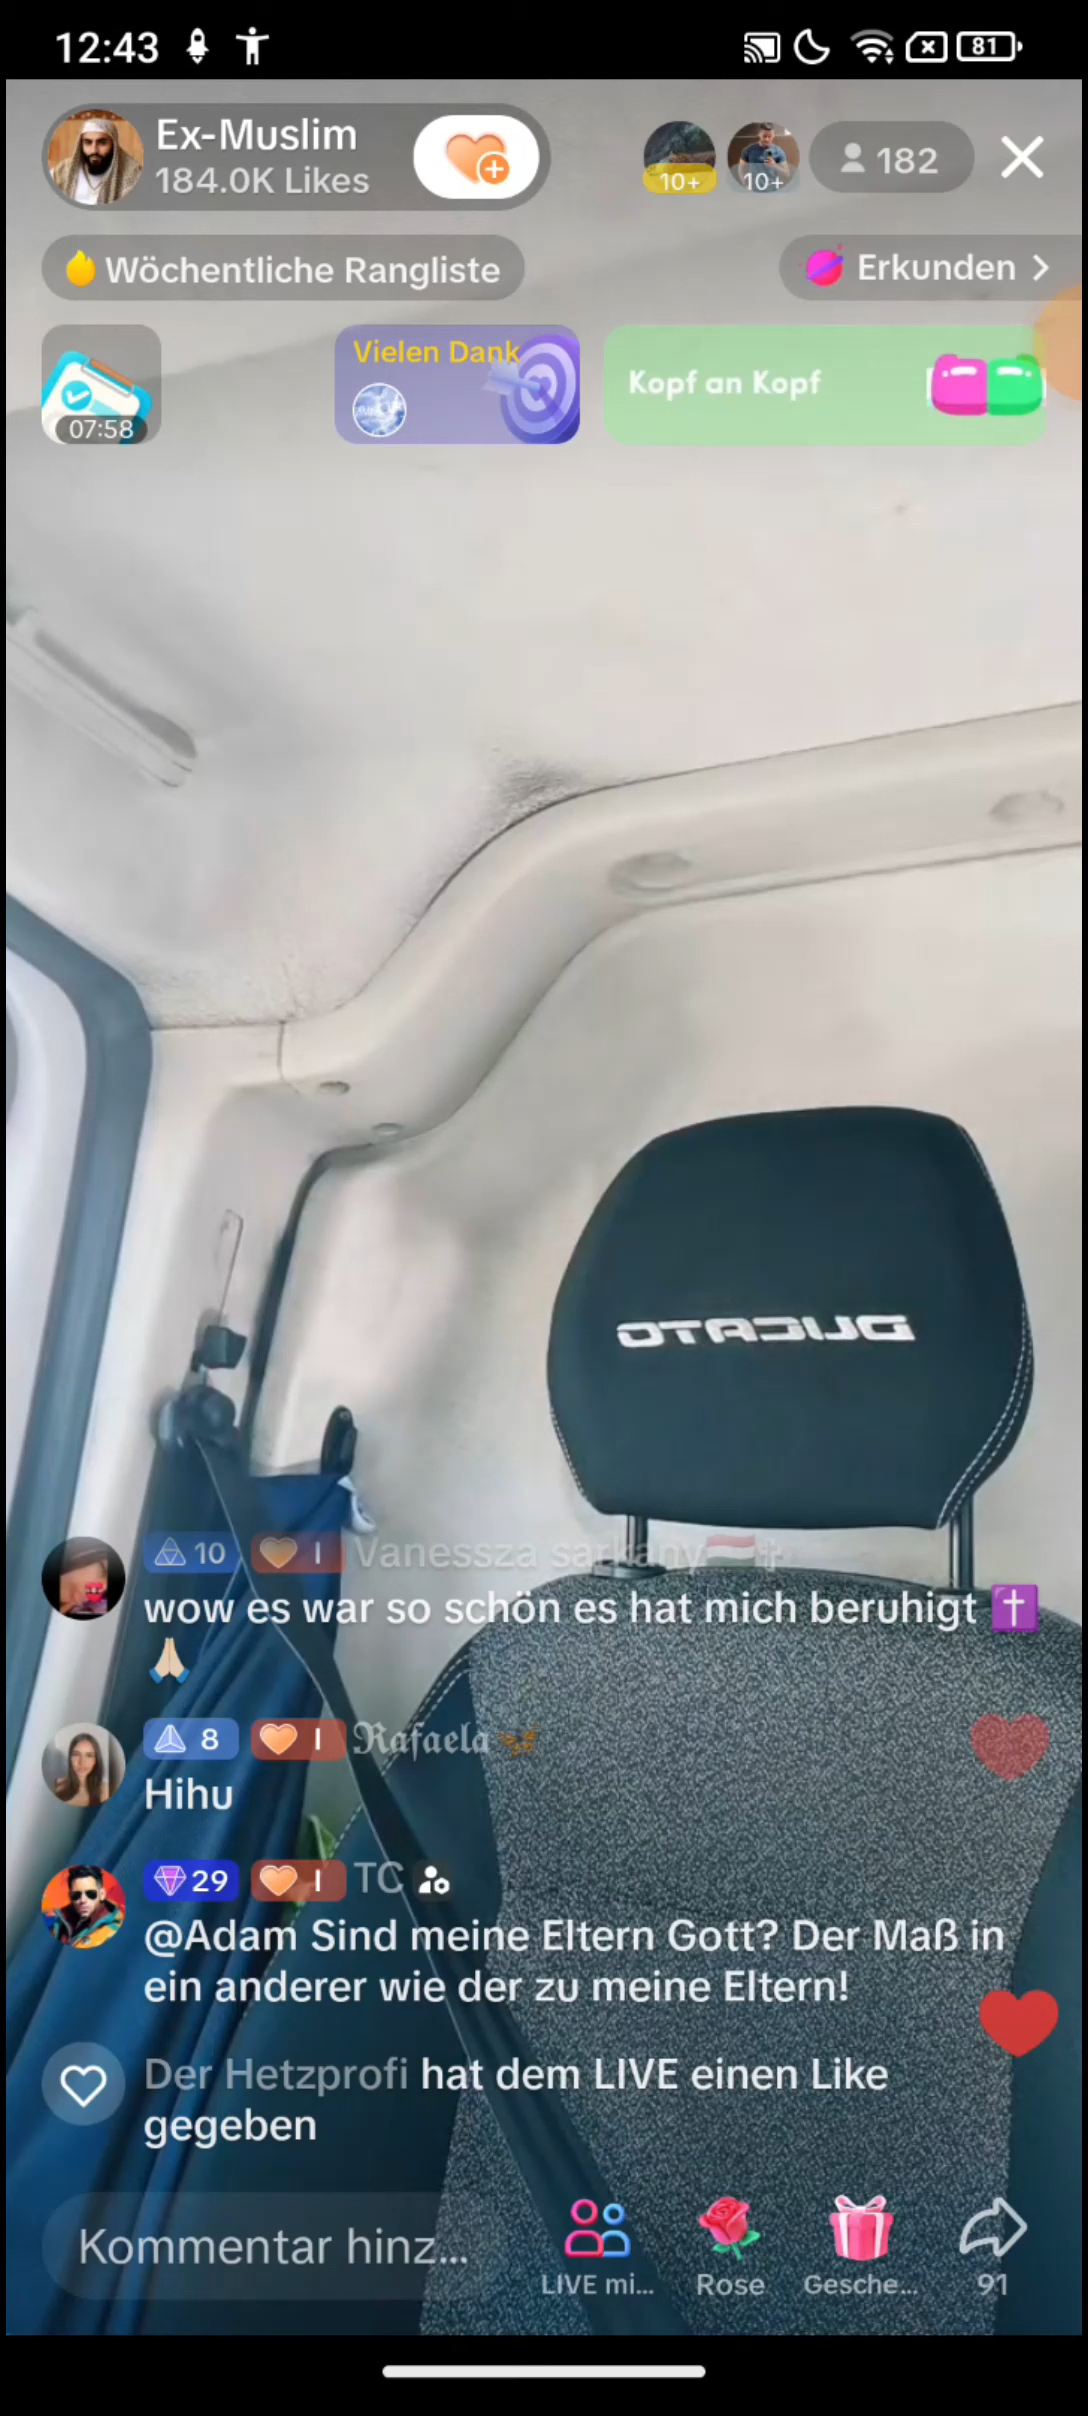 12:43
81
Ex-Muslim
184.0K Likes
10+
10+
182
Wöchentliche Rangliste
Erkunden >
Vielen Dank
Kopf an Kopf
07:58
DUCATO
10 I Vanessza sarkany🇭🇺✝
wow es war so schön es hat mich beruhigt ✝️
🙏🏻
8 I ℜafaela🦋
Hihu
29 I TC
@Adam Sind meine Eltern Gott? Der Maß in
ein anderer wie der zu meine Eltern!
Der Hetzprofi hat dem LIVE einen Like
gegeben
Kommentar hinz...
LIVE mi...
Rose
Gesche...
91